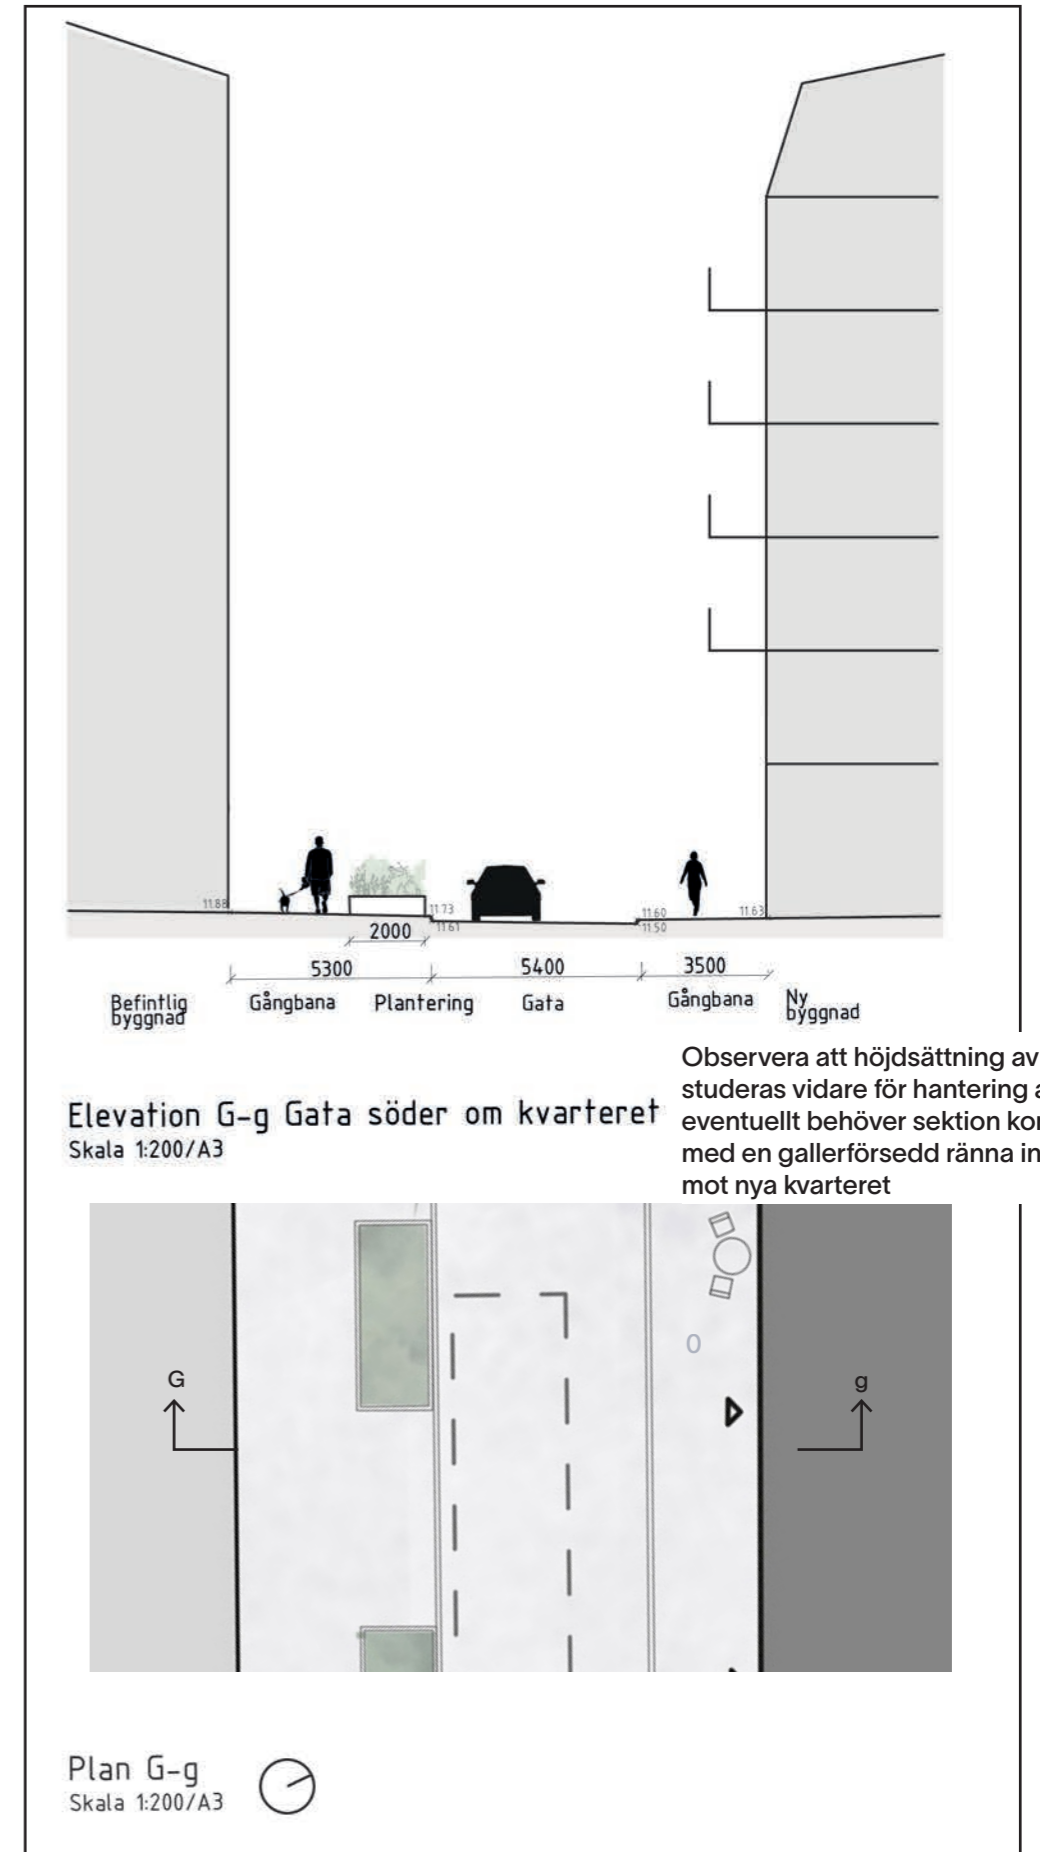 11.88
11.73
11.61
11.60
11.50
11.63
2000
5300
5400
3500
Befintlig
byggnad
Gångbana
Plantering
Gata
Gångbana
Ny
byggnad
Observera att höjdsättning av
studeras vidare för hantering
eventuellt behöver sektion
med en gallerförsedd ränna
mot nya kvarteret
Elevation G-g Gata söder om kvarteret
Skala 1:200/A3
G
g
0
Plan G-g
Skala 1:200/A3